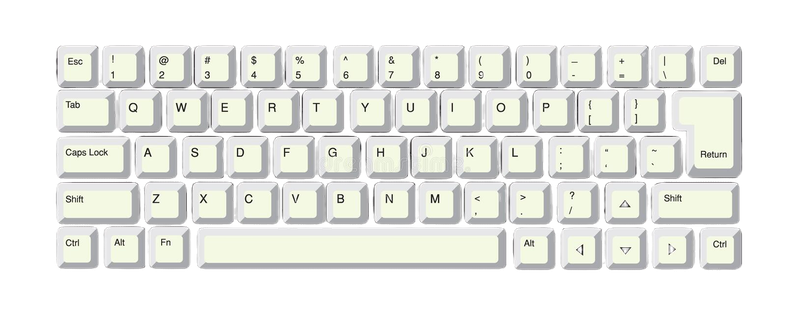 Esc ! 1 @ 2 # 3 $ 4 % 5 ^ 6 & 7 * 8 ( 9 ) 0 _ - + = | \ Del
Tab Q W E R T Y U I O P { [ } ]
Caps Lock A S D F G H J K L : ; " , ~ ` Return
Shift Z X C V B N M < , > . ? / Shift
Ctrl Alt Fn Alt Ctrl